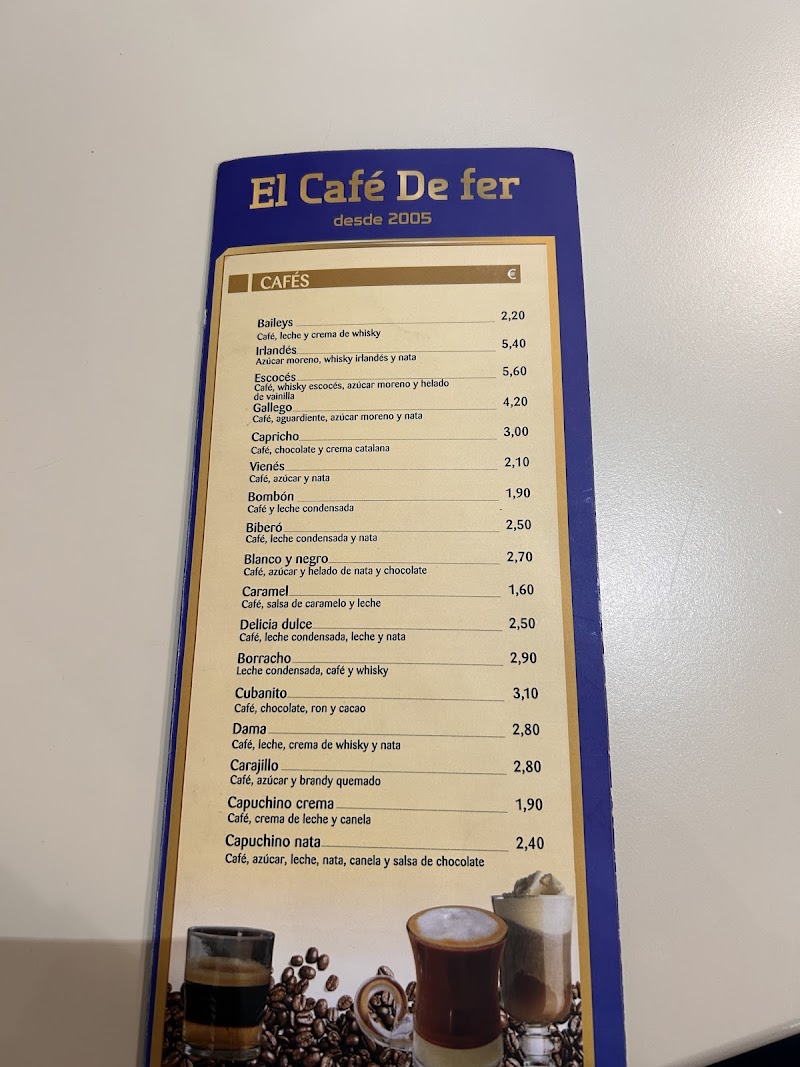 El Café De fer
desde 2005
CAFÉS €
Baileys 2,20
Café, leche y crema de whisky
Irlandés 5,40
Azúcar moreno, whisky irlandés y nata
Escocés 5,60
Café, whisky escocés, azúcar moreno y helado
de vainilla
Gallego 4,20
Café, aguardiente, azúcar moreno y nata
Capricho 3,00
Café, chocolate y crema catalana
Vienés 2,10
Café, azúcar y nata
Bombón 1,90
Café y leche condensada
Biberó 2,50
Café, leche condensada y nata
Blanco y negro 2,70
Café, azúcar y helado de nata y chocolate
Caramel 1,60
Café, salsa de caramelo y leche
Delicia dulce 2,50
Café, leche condensada, leche y nata
Borracho 2,90
Leche condensada, café y whisky
Cubanito 3,10
Café, chocolate, ron y cacao
Dama 2,80
Café, leche, crema de whisky y nata
Carajillo 2,80
Café, azúcar y brandy quemado
Capuchino crema 1,90
Café, crema de leche y canela
Capuchino nata 2,40
Café, azúcar, leche, nata, canela y salsa de chocolate